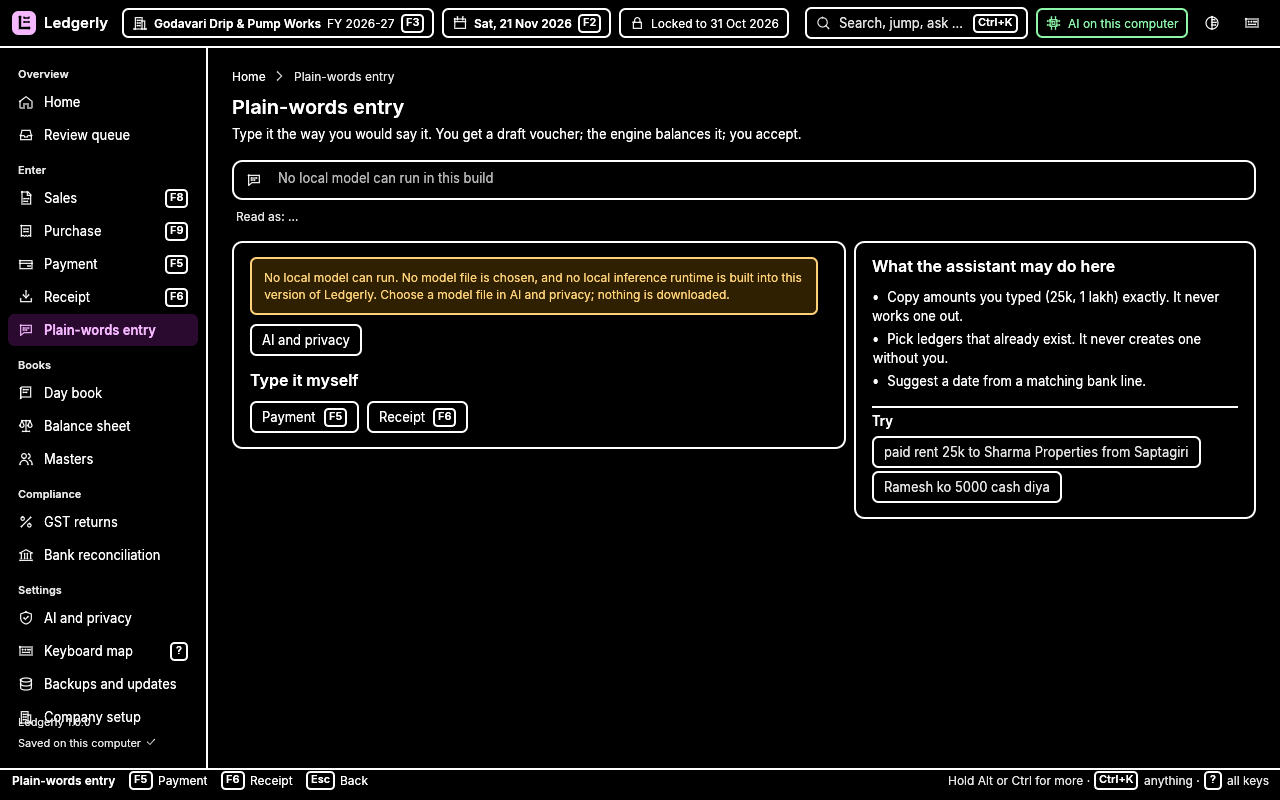 Ledgerly
Godavari Drip & Pump Works FY 2026-27 F3
Sat, 21 Nov 2026 F2
Locked to 31 Oct 2026
Search, jump, ask ... Ctrl+K
AI on this computer
Overview
Home
Review queue
Enter
Sales F8
Purchase F9
Payment F5
Receipt F6
Plain-words entry
Books
Day book
Balance sheet
Masters
Compliance
GST returns
Bank reconciliation
Settings
AI and privacy
Keyboard map ?
Backups and updates
Company setup
Ledgerly 1.0.0
Saved on this computer
Home > Plain-words entry
Plain-words entry
Type it the way you would say it. You get a draft voucher; the engine balances it; you accept.
No local model can run in this build
Read as: ...
No local model can run. No model file is chosen, and no local inference runtime is built into this
version of Ledgerly. Choose a model file in AI and privacy; nothing is downloaded.
AI and privacy
Type it myself
Payment F5 Receipt F6
What the assistant may do here
• Copy amounts you typed (25k, 1 lakh) exactly. It never
works one out.
• Pick ledgers that already exist. It never creates one
without you.
• Suggest a date from a matching bank line.
Try
paid rent 25k to Sharma Properties from Saptagiri
Ramesh ko 5000 cash diya
Plain-words entry F5 Payment F6 Receipt Esc Back
Hold Alt or Ctrl for more · Ctrl+K anything · ? all keys